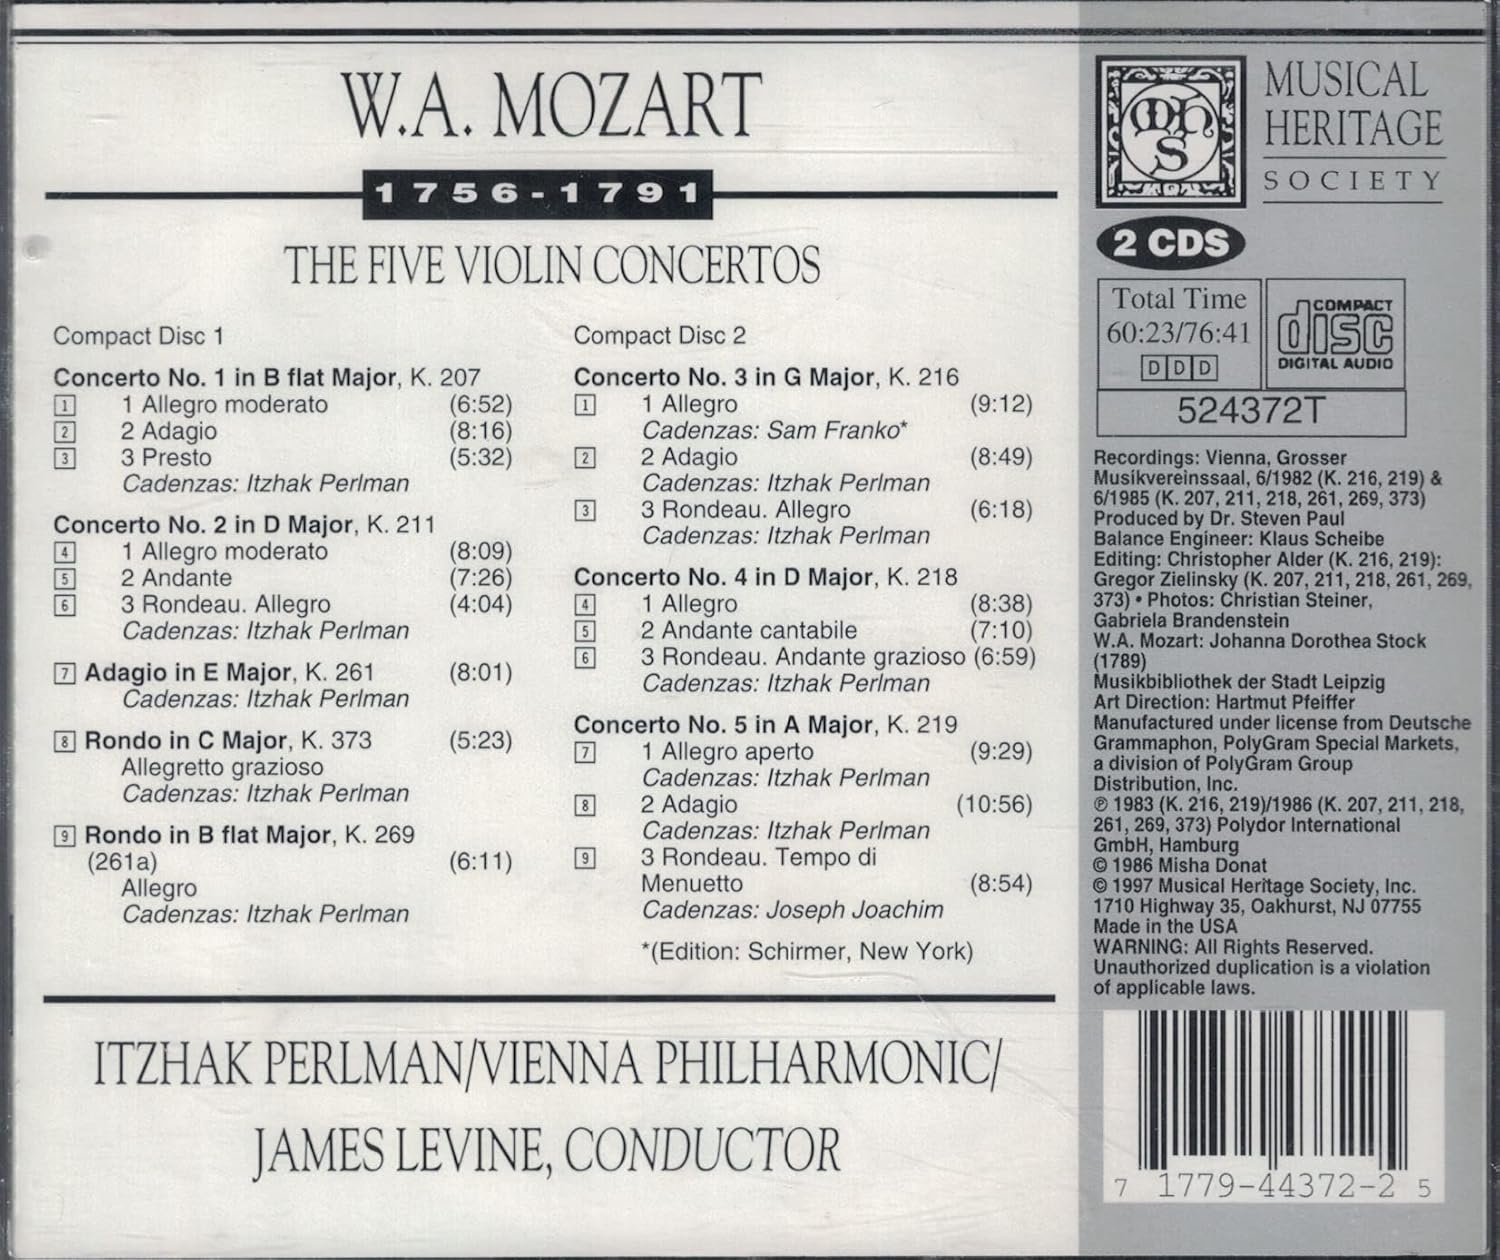 W.A. MOZART
1756-1791
THE FIVE VIOLIN CONCERTOS
Compact Disc 1
Concerto No. 1 in B flat Major, K. 207
1 1 Allegro moderato (6:52)
2 2 Adagio (8:16)
3 3 Presto (5:32)
Cadenzas: Itzhak Perlman
Concerto No. 2 in D Major, K. 211
4 1 Allegro moderato (8:09)
5 2 Andante (7:26)
6 3 Rondeau. Allegro (4:04)
Cadenzas: Itzhak Perlman
7 Adagio in E Major, K. 261 (8:01)
Cadenzas: Itzhak Perlman
8 Rondo in C Major, K. 373 (5:23)
Allegretto grazioso
Cadenzas: Itzhak Perlman
9 Rondo in B flat Major, K. 269
(261a) (6:11)
Allegro
Cadenzas: Itzhak Perlman
Compact Disc 2
Concerto No. 3 in G Major, K. 216
1 1 Allegro (9:12)
Cadenzas: Sam Franko*
2 2 Adagio (8:49)
Cadenzas: Itzhak Perlman
3 3 Rondeau. Allegro (6:18)
Cadenzas: Itzhak Perlman
Concerto No. 4 in D Major, K. 218
4 1 Allegro (8:38)
5 2 Andante cantabile (7:10)
6 3 Rondeau. Andante grazioso (6:59)
Cadenzas: Itzhak Perlman
Concerto No. 5 in A Major, K. 219
7 1 Allegro aperto (9:29)
Cadenzas: Itzhak Perlman
8 2 Adagio (10:56)
Cadenzas: Itzhak Perlman
9 3 Rondeau. Tempo di
Menuetto (8:54)
Cadenzas: Joseph Joachim
*(Edition: Schirmer, New York)
ITZHAK PERLMAN/VIENNA PHILHARMONIC/
JAMES LEVINE, CONDUCTOR
mhs
MUSICAL
HERITAGE
SOCIETY
2 CDS
Total Time
60:23/76:41
DDD
COMPACT
disc
DIGITAL AUDIO
524372T
Recordings: Vienna, Grosser
Musikvereinssaal, 6/1982 (K. 216, 219) &
6/1985 (K. 207, 211, 218, 261, 269, 373)
Produced by Dr. Steven Paul
Balance Engineer: Klaus Scheibe
Editing: Christopher Alder (K. 216, 219):
Gregor Zielinsky (K. 207, 211, 218, 261, 269,
373) • Photos: Christian Steiner,
Gabriela Brandenstein
W.A. Mozart: Johanna Dorothea Stock
(1789)
Musikbibliothek der Stadt Leipzig
Art Direction: Hartmut Pfeiffer
Manufactured under license from Deutsche
Grammaphon, PolyGram Special Markets,
a division of PolyGram Group
Distribution, Inc.
℗ 1983 (K. 216, 219)/1986 (K. 207, 211, 218,
261, 269, 373) Polydor International
GmbH, Hamburg
© 1986 Misha Donat
© 1997 Musical Heritage Society, Inc.
1710 Highway 35, Oakhurst, NJ 07755
Made in the USA
WARNING: All Rights Reserved.
Unauthorized duplication is a violation
of applicable laws.
7 1779-44372-2 5